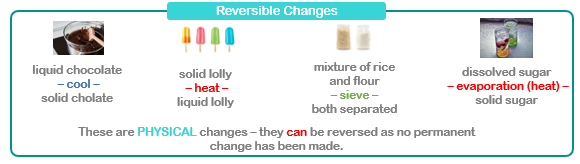 Reversible Changes
liquid chocolate
– cool –
solid cholate
solid lolly
– heat –
liquid lolly
mixture of rice
and flour
– sieve –
both separated
dissolved sugar
– evaporation (heat) –
solid sugar
These are PHYSICAL changes – they can be reversed as no permanent
change has been made.